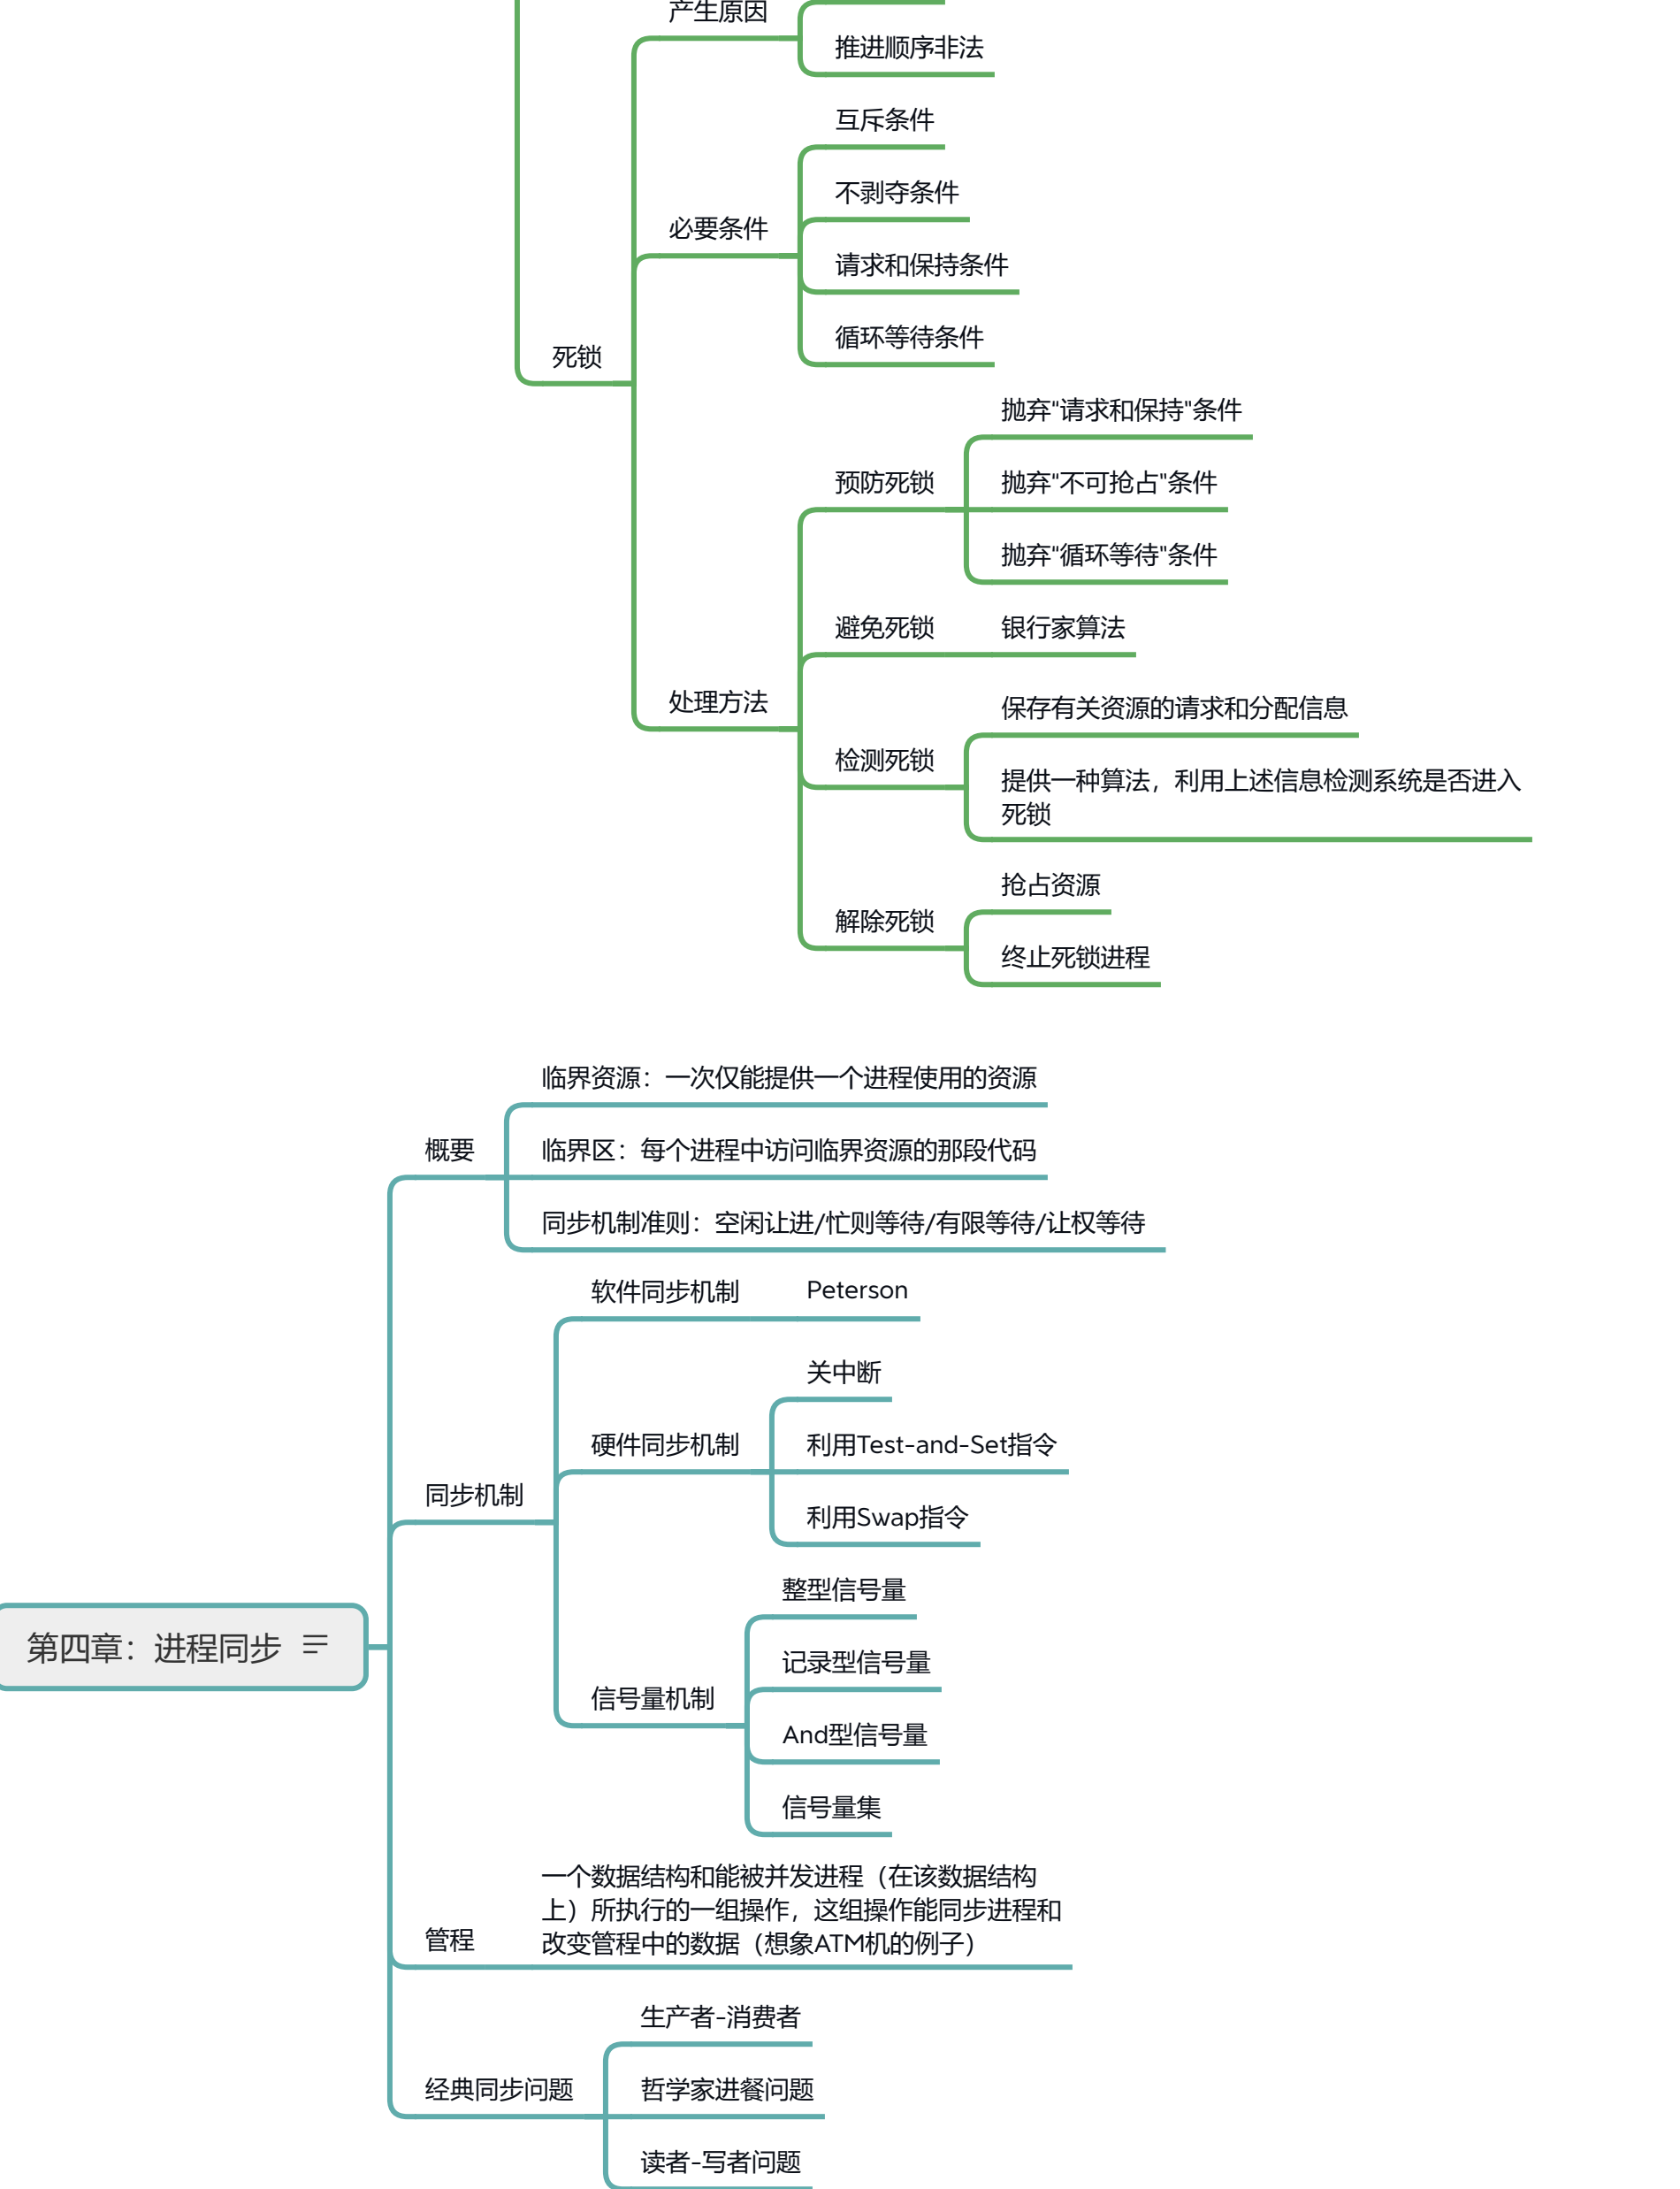 产生原因
推进顺序非法
互斥条件
不剥夺条件
必要条件
请求和保持条件
循环等待条件
死锁
抛弃"请求和保持"条件
预防死锁
抛弃"不可抢占"条件
抛弃"循环等待"条件
避免死锁
银行家算法
处理方法
保存有关资源的请求和分配信息
检测死锁
提供一种算法，利用上述信息检测系统是否进入
死锁
抢占资源
解除死锁
终止死锁进程
临界资源：一次仅能提供一个进程使用的资源
概要
临界区：每个进程中访问临界资源的那段代码
同步机制准则：空闲让进/忙则等待/有限等待/让权等待
软件同步机制
Peterson
关中断
硬件同步机制
利用Test-and-Set指令
同步机制
利用Swap指令
整型信号量
第四章：进程同步
记录型信号量
信号量机制
And型信号量
信号量集
一个数据结构和能被并发进程（在该数据结构
上）所执行的一组操作，这组操作能同步进程和
改变管程中的数据（想象ATM机的例子）
管程
生产者-消费者
经典同步问题
哲学家进餐问题
读者-写者问题